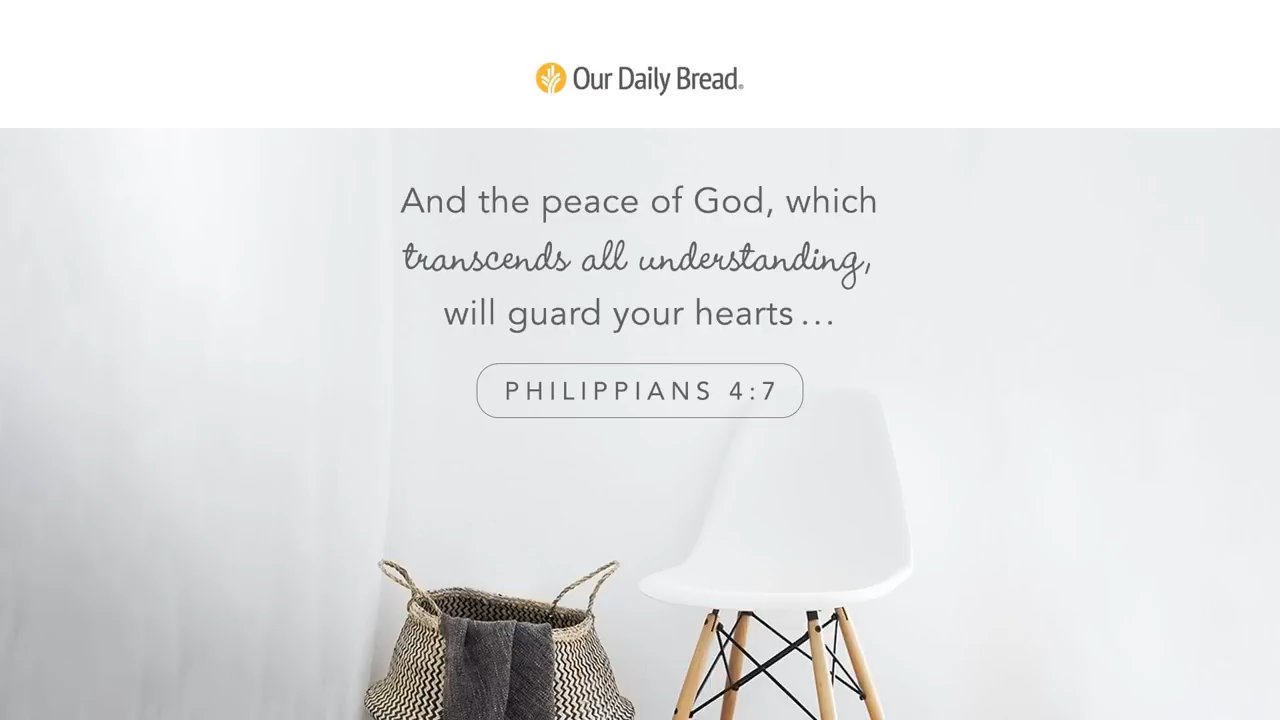 Our Daily Bread®
And the peace of God, which
transcends all understanding,
will guard your hearts…
PHILIPPIANS 4:7